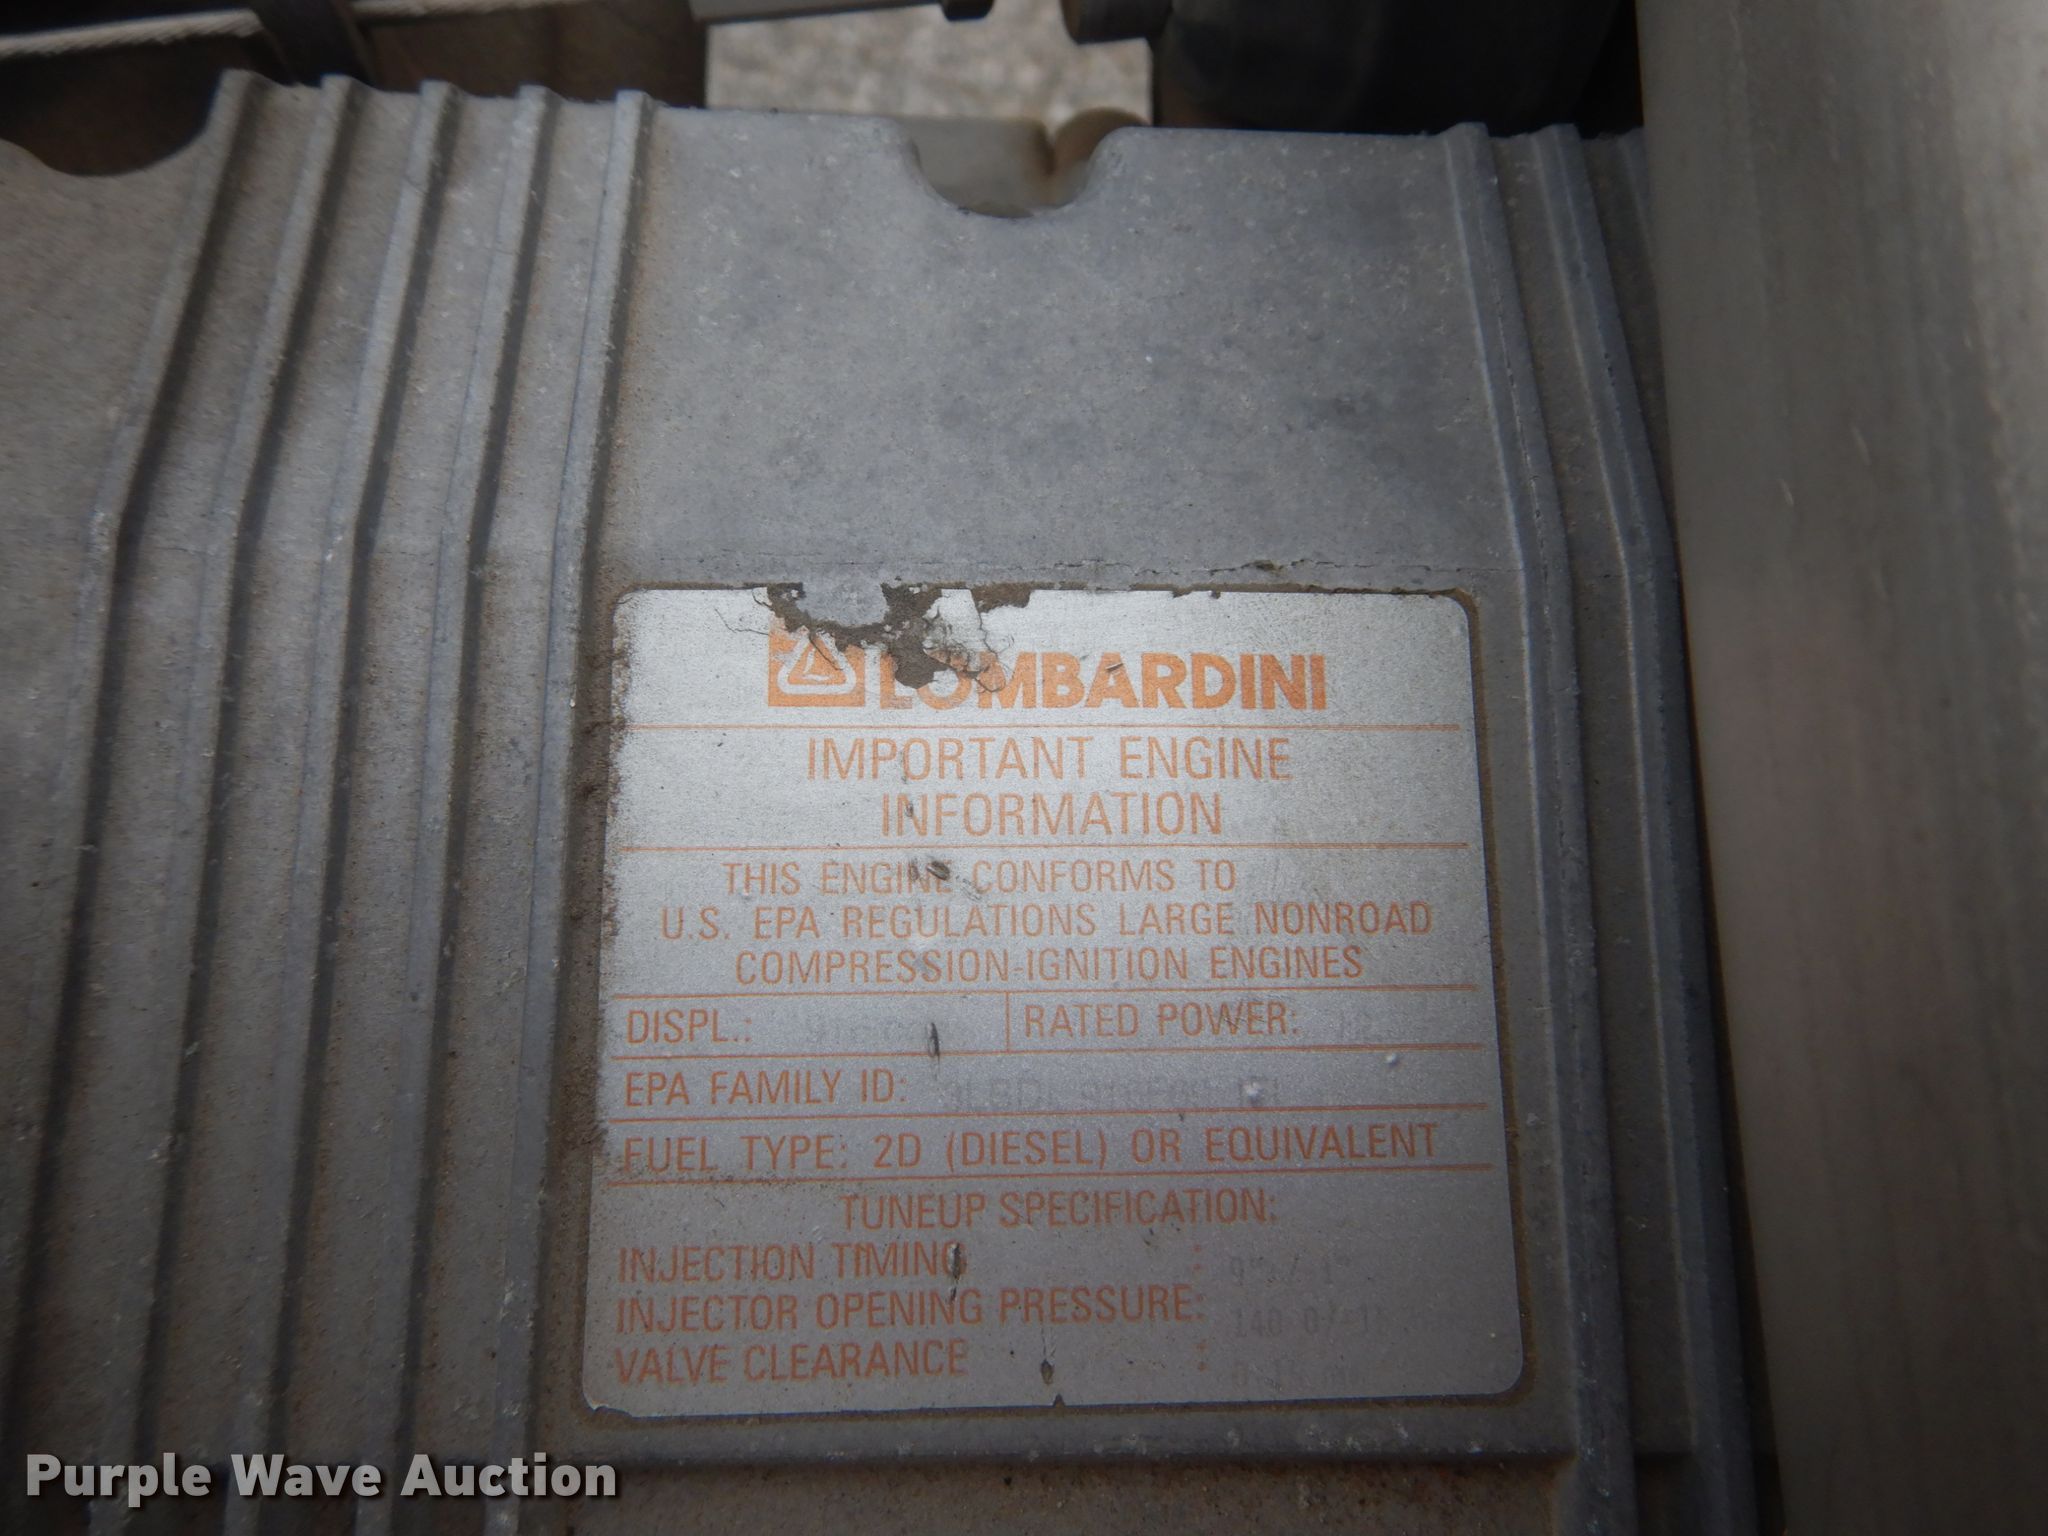 LOMBARDINI
IMPORTANT ENGINE
INFORMATION
THIS ENGINE CONFORMS TO
U.S. EPA REGULATIONS LARGE NONROAD
COMPRESSION-IGNITION ENGINES
DISPL.: RATED POWER:
EPA FAMILY ID:
FUEL TYPE: 2D (DIESEL) OR EQUIVALENT
TUNEUP SPECIFICATION:
INJECTION TIMING :
INJECTOR OPENING PRESSURE:
VALVE CLEARANCE :
Purple Wave Auction